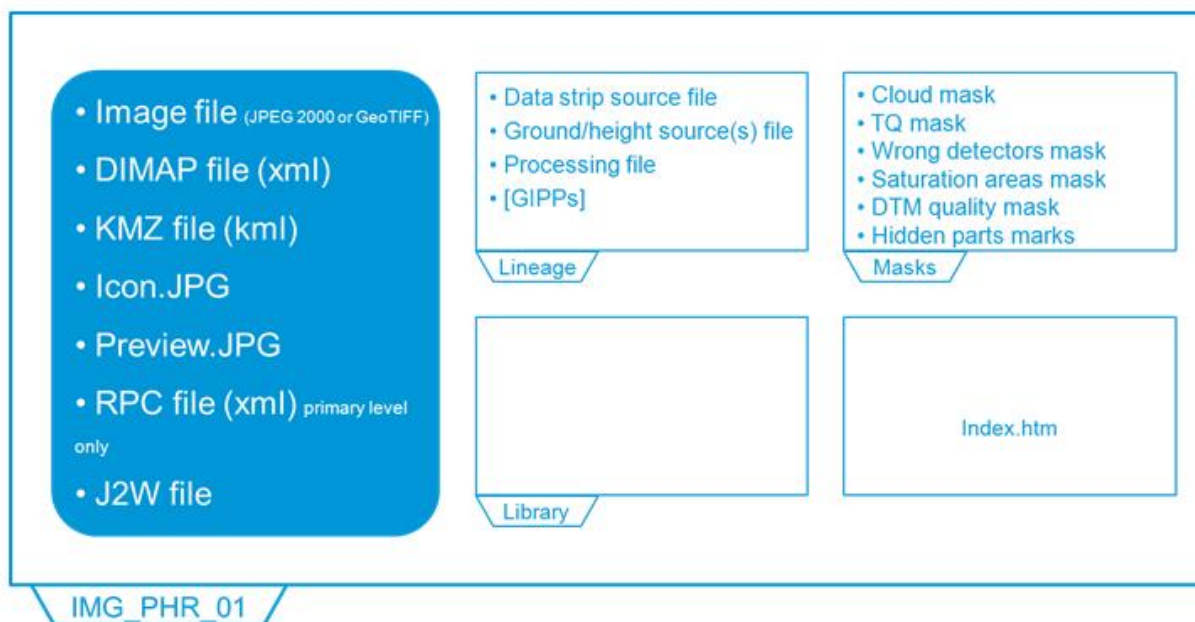 • Image file (JPEG 2000 or GeoTIFF)
• DIMAP file (xml)
• KMZ file (kml)
• Icon.JPG
• Preview.JPG
• RPC file (xml) primary level
only
• J2W file
• Data strip source file
• Ground/height source(s) file
• Processing file
• [GIPPs]
Lineage
• Cloud mask
• TQ mask
• Wrong detectors mask
• Saturation areas mask
• DTM quality mask
• Hidden parts marks
Masks
Library
Index.htm
IMG_PHR_01